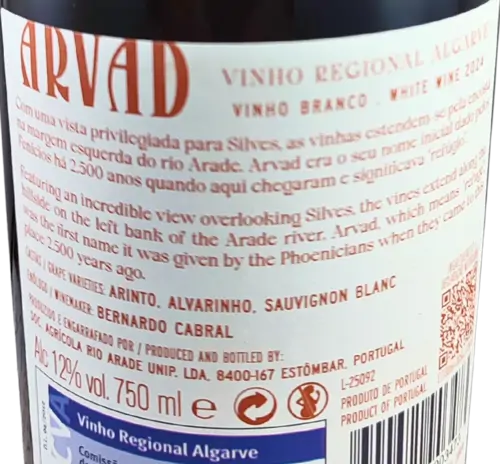 ARVAD
VINHO REGIONAL ALGARVE
VINHO BRANCO . WHITE WINE 2024
Com uma vista privilegiada para Silves, as vinhas estendem-se pela encosta
na margem esquerda do rio Arade. Arvad era o seu nome inicial dado pelos
Fenícios há 2.500 anos quando aqui chegaram e significava 'refúgio'.
Featuring an incredible view overlooking Silves, the vines extend along the
hillside on the left bank of the Arade river. Arvad, which means 'refuge',
was the first name it was given by the Phoenicians when they came to this
place 2.500 years ago.
CASTAS / GRAPE VARIETIES: ARINTO, ALVARINHO, SAUVIGNON BLANC
ENÓLOGO / WINEMAKER: BERNARDO CABRAL
PRODUZIDO E ENGARRAFADO POR / PRODUCED AND BOTTLED BY:
SOC. AGRÍCOLA RIO ARADE UNIP. LDA. 8400-167 ESTÔMBAR, PORTUGAL
Alc 12% vol. 750 ml e
L-25092
PRODUTO DE PORTUGAL
PRODUCT OF PORTUGAL
CVA
Vinho Regional Algarve
Comissão